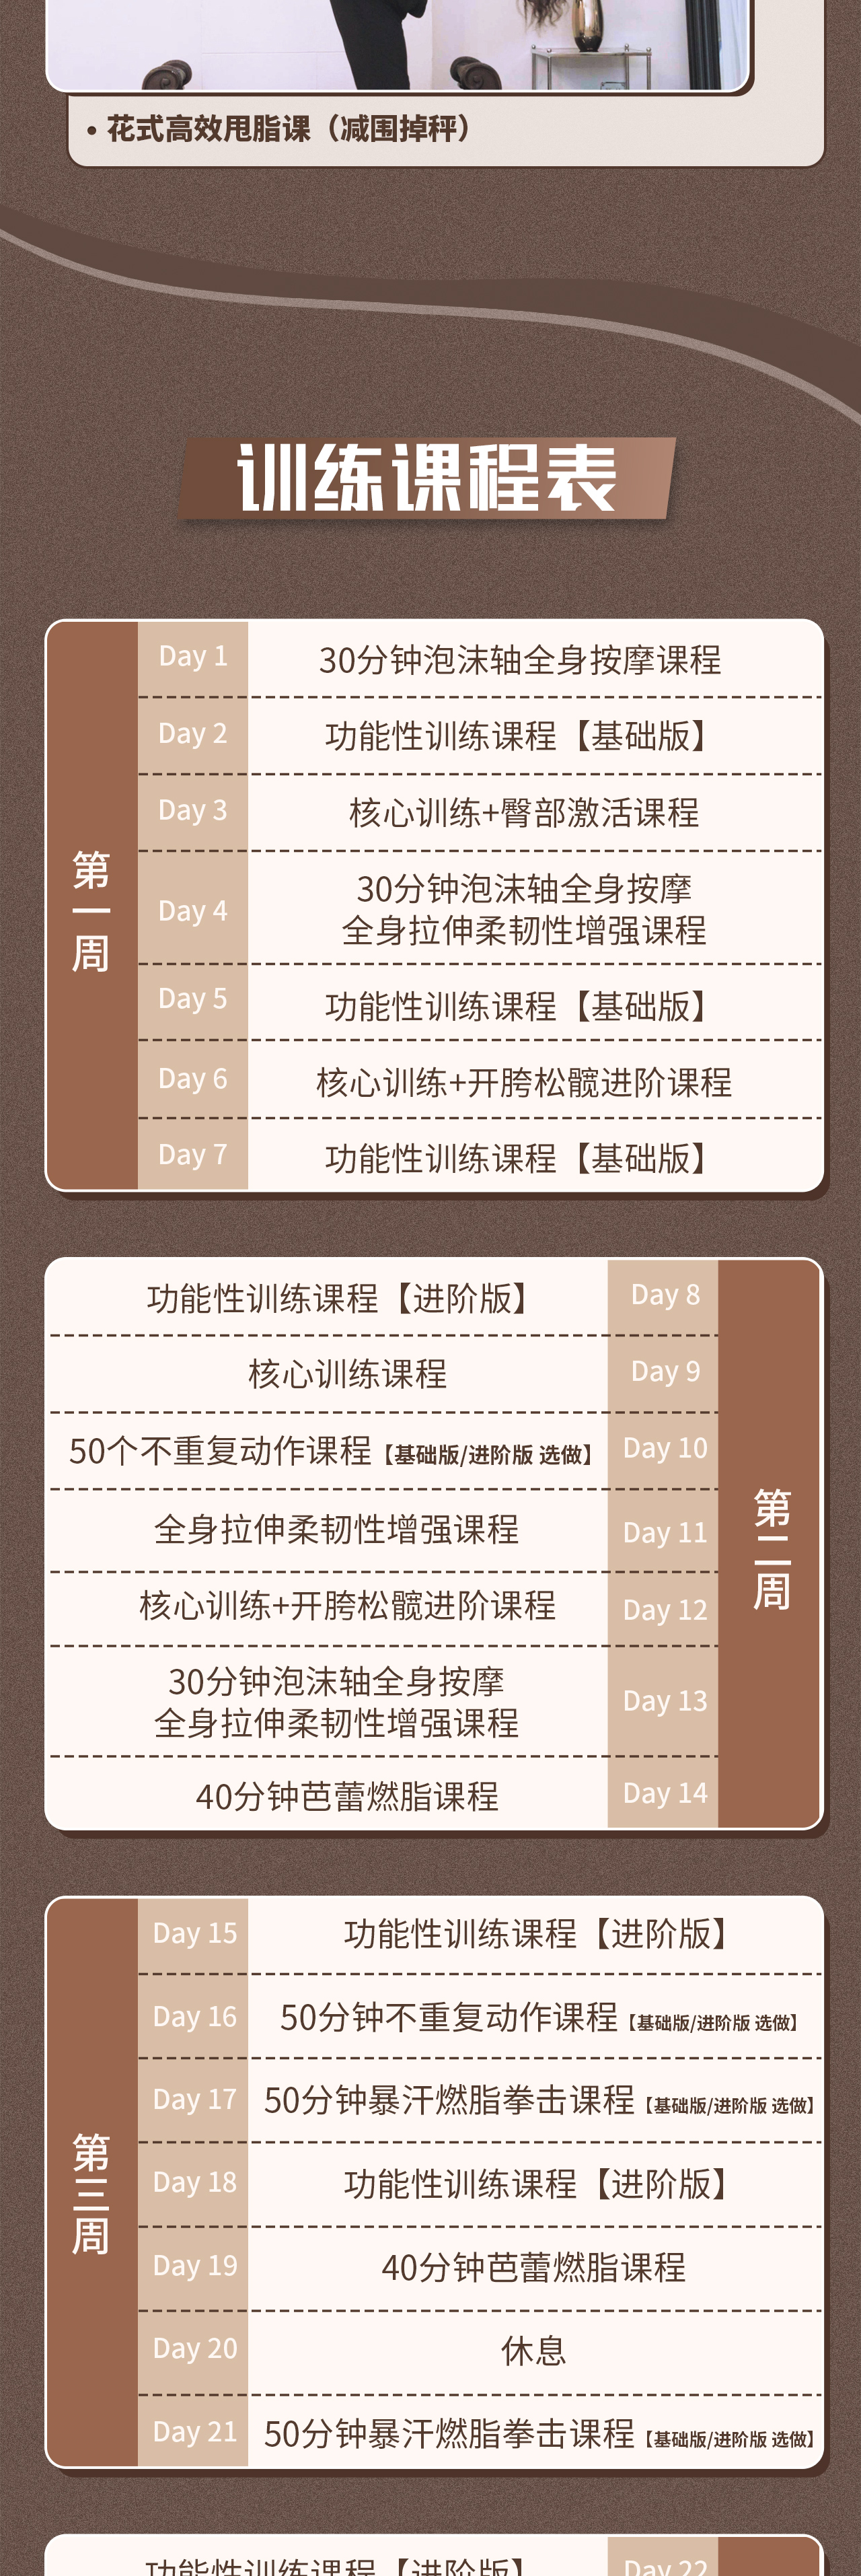 • 花式高效甩脂课（减围掉秤）
训练课程表
第一周
Day 1
30分钟泡沫轴全身按摩课程
Day 2
功能性训练课程【基础版】
Day 3
核心训练+臀部激活课程
Day 4
30分钟泡沫轴全身按摩
全身拉伸柔韧性增强课程
Day 5
功能性训练课程【基础版】
Day 6
核心训练+开胯松髋进阶课程
Day 7
功能性训练课程【基础版】
功能性训练课程【进阶版】
Day 8
核心训练课程
Day 9
50个不重复动作课程【基础版/进阶版 选做】
Day 10
全身拉伸柔韧性增强课程
Day 11
核心训练+开胯松髋进阶课程
Day 12
30分钟泡沫轴全身按摩
全身拉伸柔韧性增强课程
Day 13
40分钟芭蕾燃脂课程
Day 14
第二周
第三周
Day 15
功能性训练课程【进阶版】
Day 16
50分钟不重复动作课程【基础版/进阶版 选做】
Day 17
50分钟暴汗燃脂拳击课程【基础版/进阶版 选做】
Day 18
功能性训练课程【进阶版】
Day 19
40分钟芭蕾燃脂课程
Day 20
休息
Day 21
50分钟暴汗燃脂拳击课程【基础版/进阶版 选做】
功能性训练课程【进阶版】
Day 22